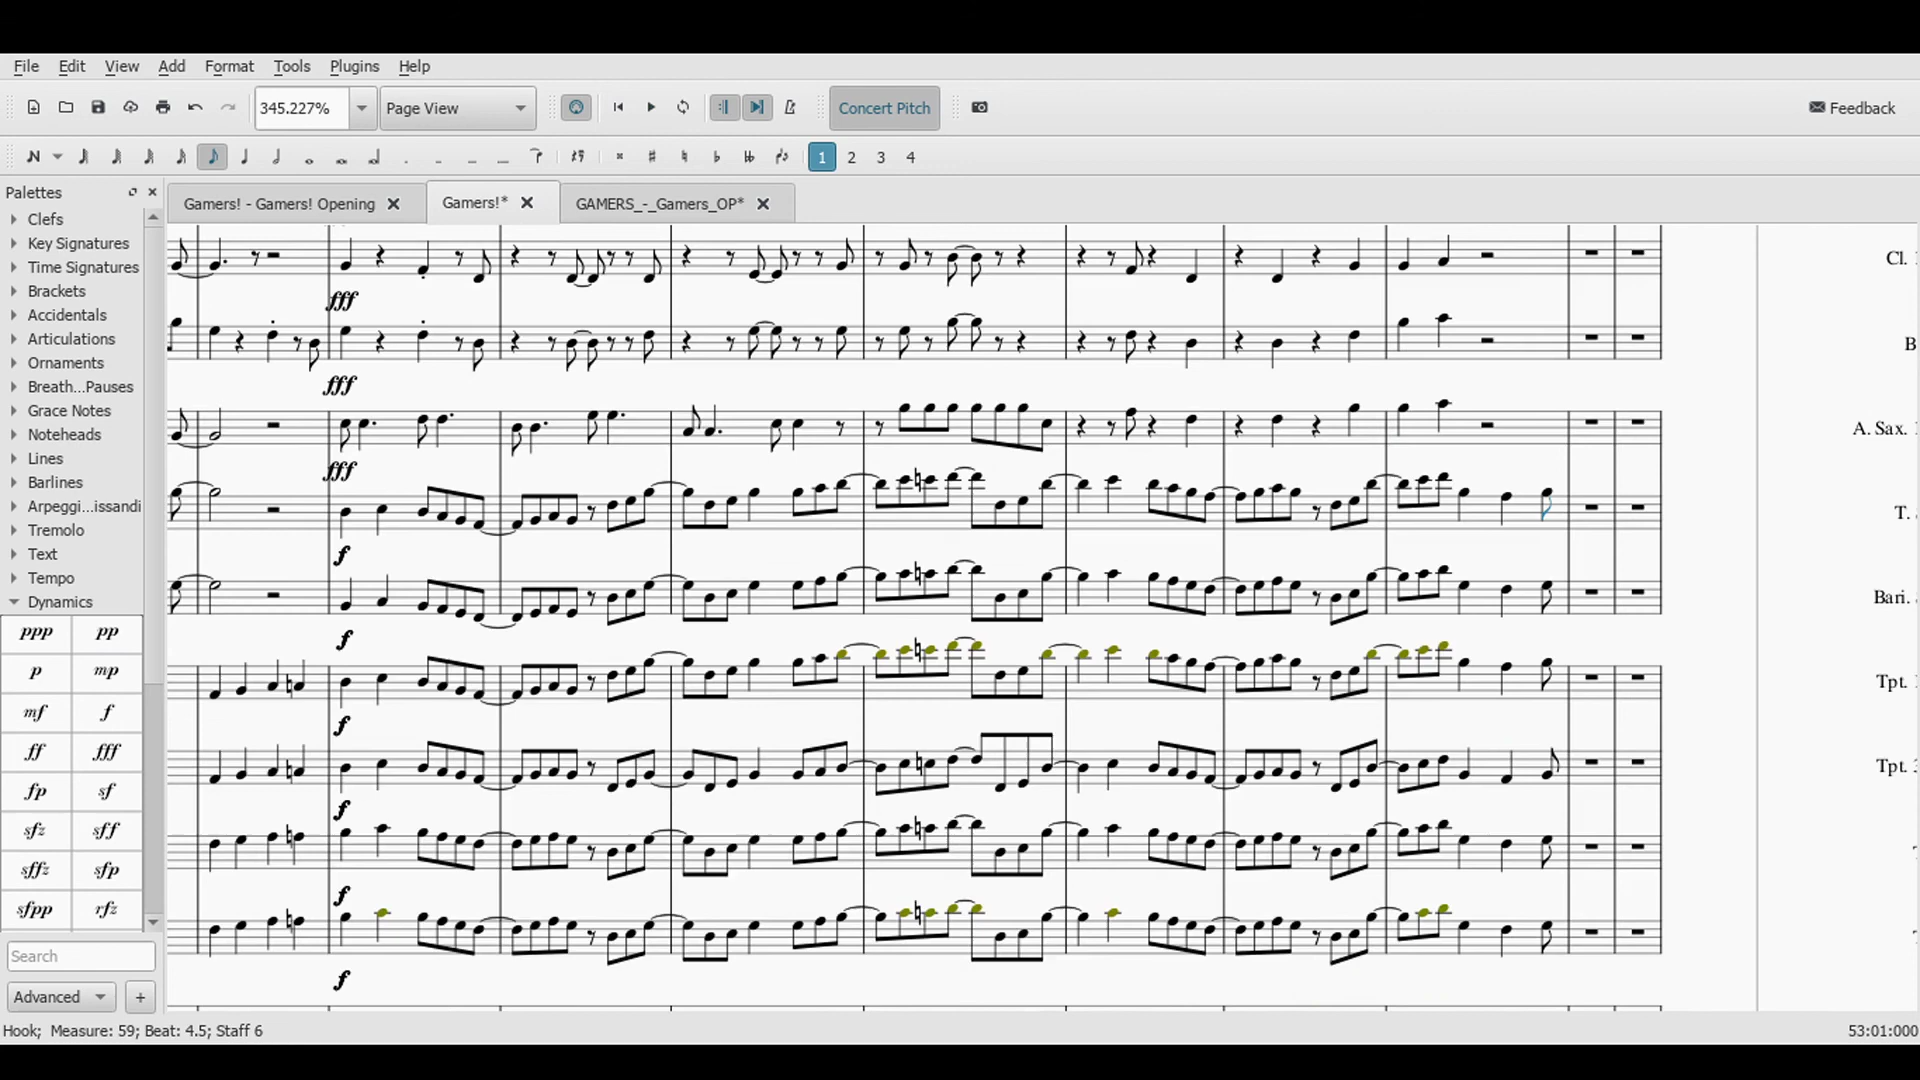 File Edit View Add Format Tools Plugins Help
345.227% Page View Concert Pitch Feedback
1 2 3 4
Palettes
Gamers! - Gamers! Opening Gamers!* GAMERS_-_Gamers_OP*
Clefs
Key Signatures
Time Signatures
Brackets
Accidentals
Articulations
Ornaments
Breath...Pauses
Grace Notes
Noteheads
Lines
Barlines
Arpeggi...issandi
Tremolo
Text
Tempo
Dynamics
ppp pp
p mp
mf f
ff fff
fp sf
sfz sff
sffz sfp
sfpp rfz
Search
Advanced +
fff
fff
fff
f
f
f
f
f
f
Cl.
B
A. Sax.
T.
Bari.
Tpt.
Tpt.
Hook; Measure: 59; Beat: 4.5; Staff 6
53:01:000